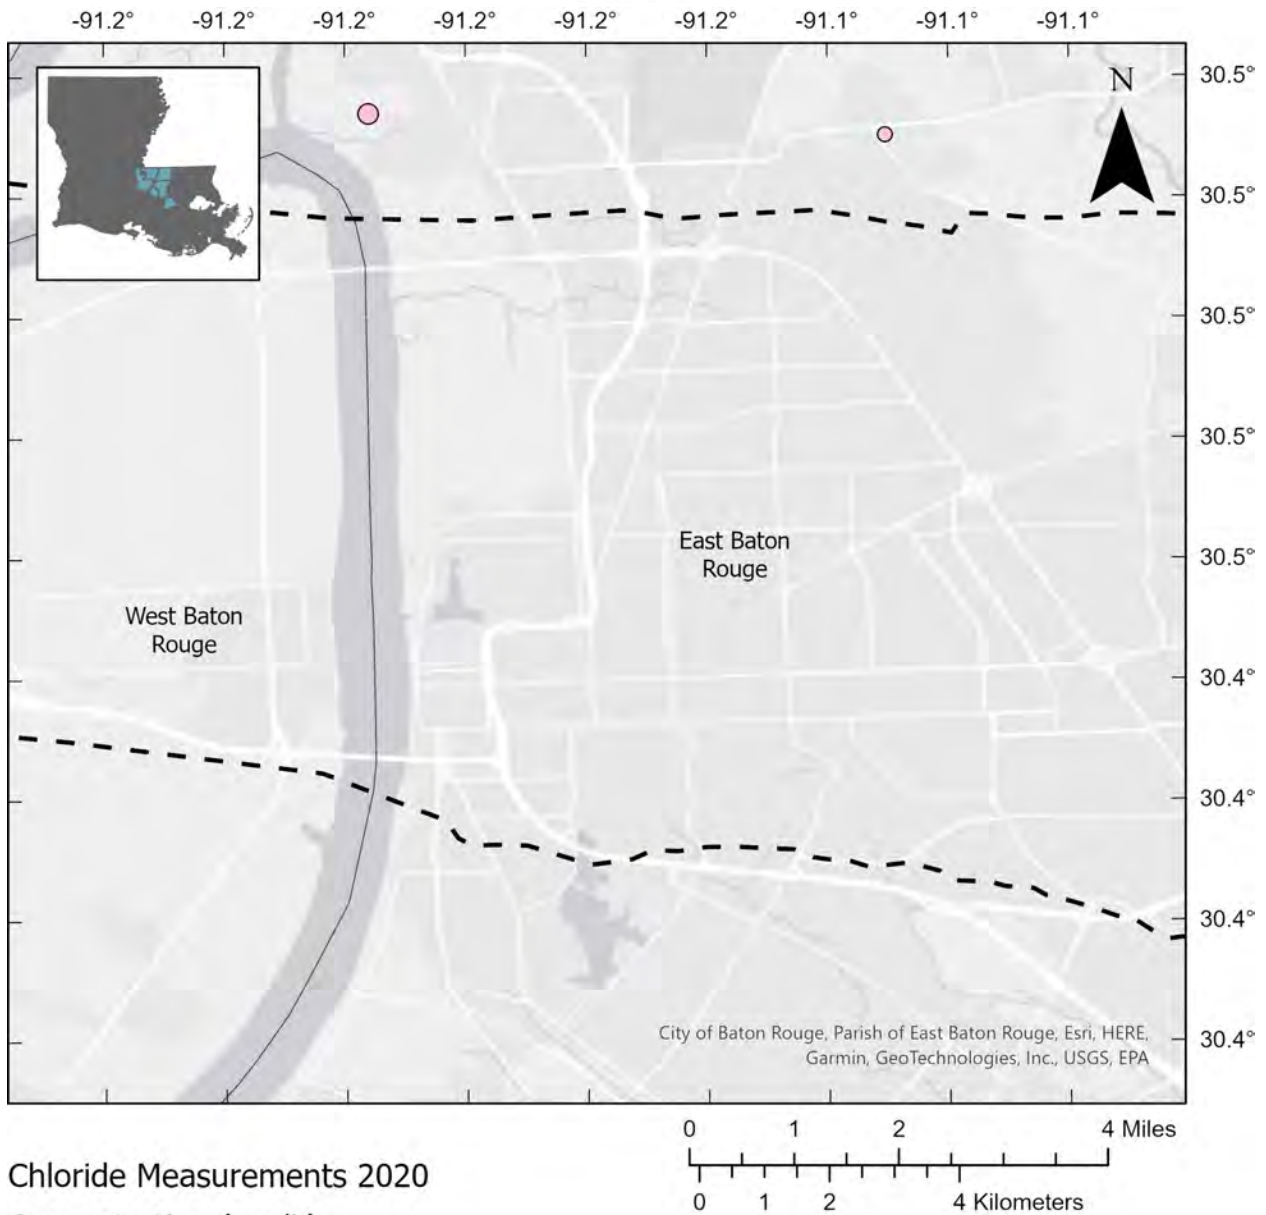 -91.2° -91.2° -91.2° -91.2° -91.2° -91.2° -91.1° -91.1° -91.1°
30.5°
N
30.5°
30.5°
30.5°
East Baton
Rouge
30.5°
West Baton
Rouge
30.4°
30.4°
30.4°
City of Baton Rouge, Parish of East Baton Rouge, Esri, HERE,
Garmin, GeoTechnologies, Inc., USGS, EPA
30.4°
0 1 2 4 Miles
Chloride Measurements 2020
0 1 2 4 Kilometers